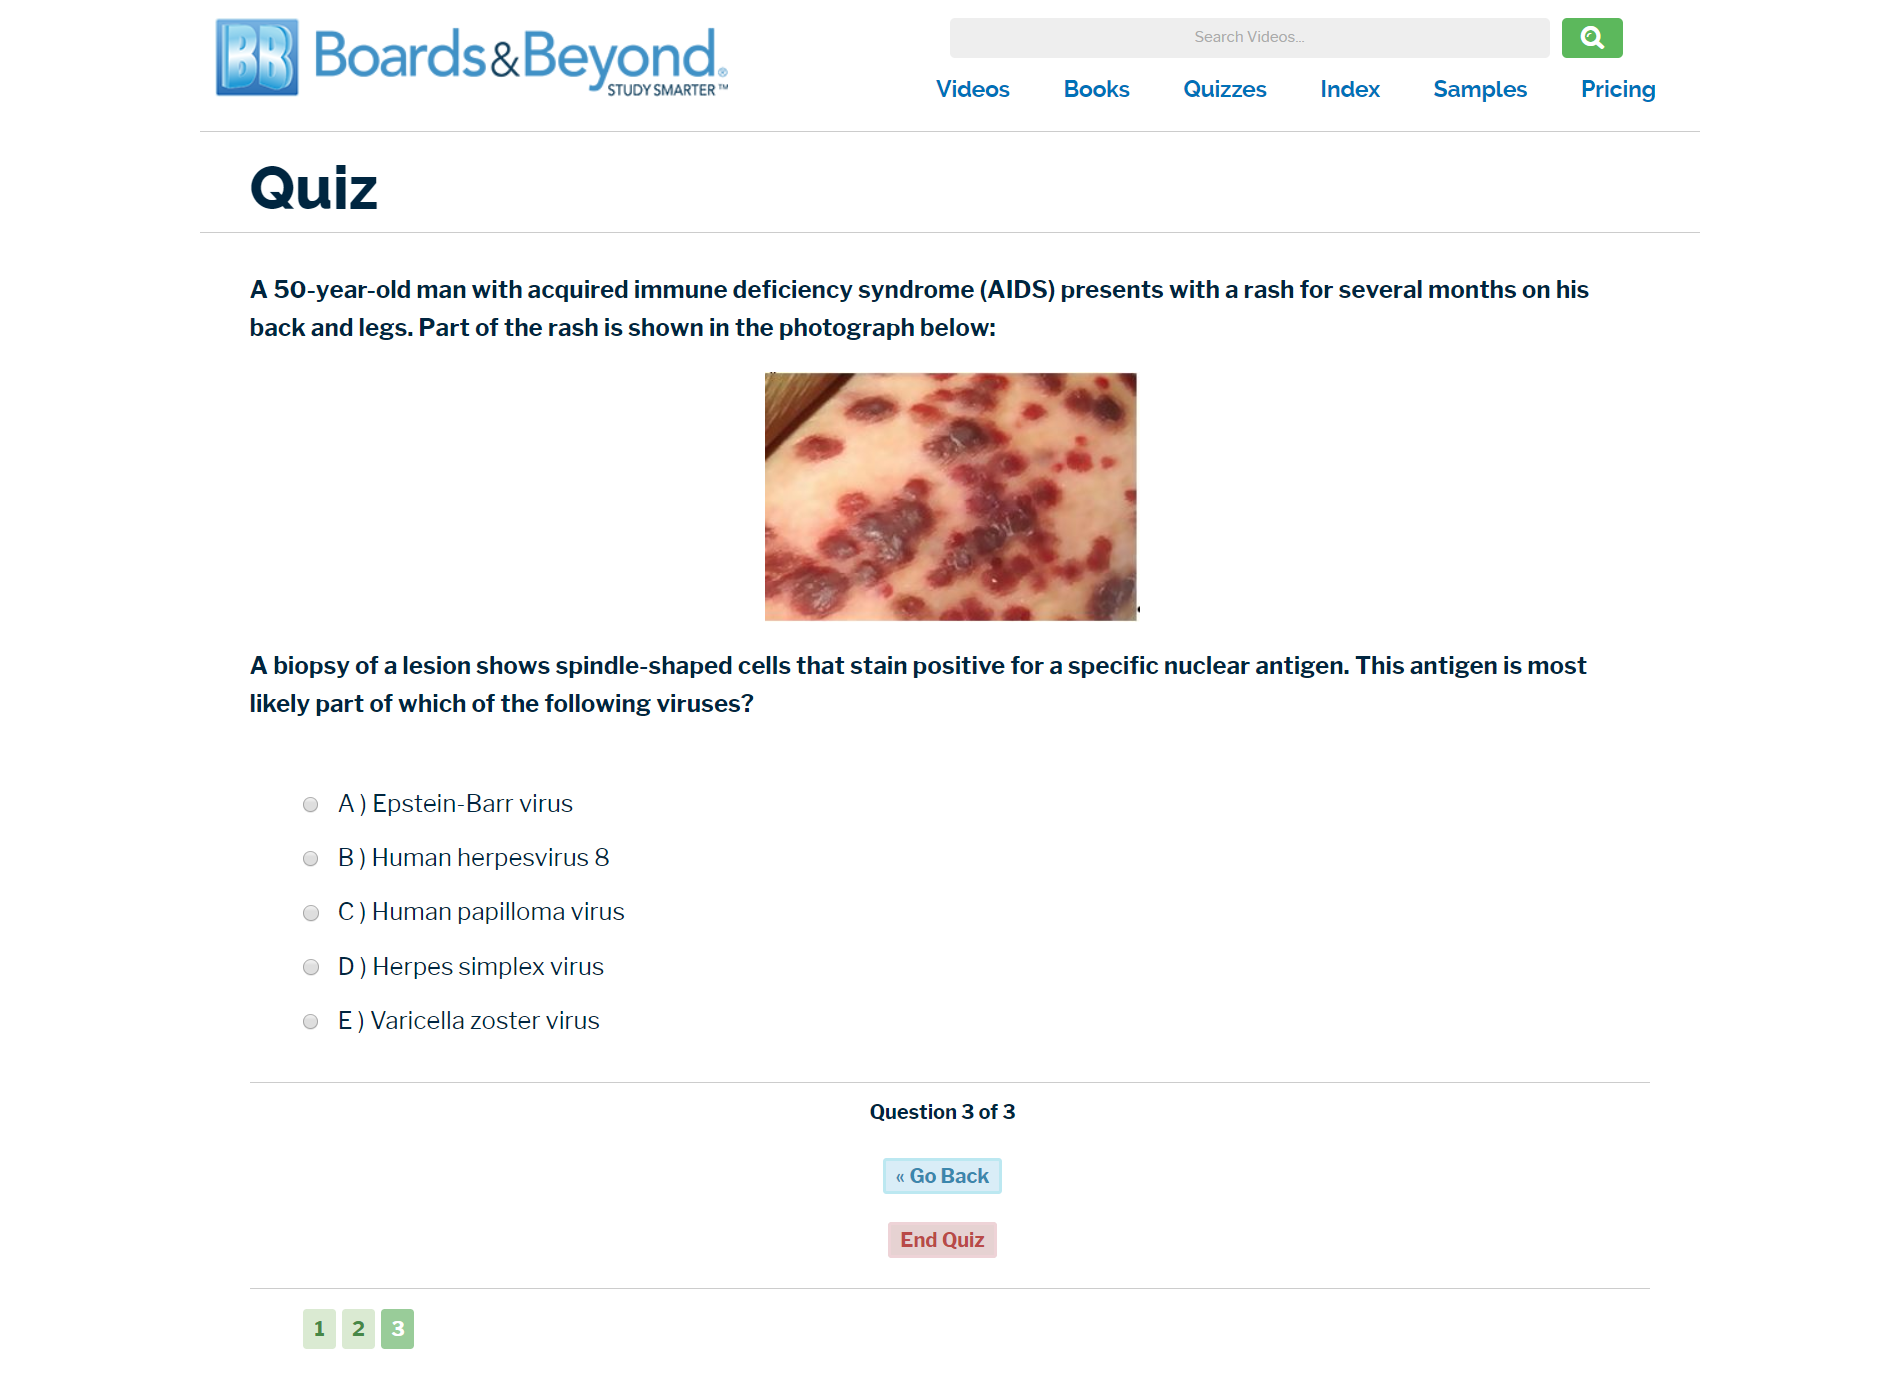 BB Boards&Beyond®
STUDY SMARTER™
Search Videos...
Videos Books Quizzes Index Samples Pricing
Quiz
A 50-year-old man with acquired immune deficiency syndrome (AIDS) presents with a rash for several months on his
back and legs. Part of the rash is shown in the photograph below:
A biopsy of a lesion shows spindle-shaped cells that stain positive for a specific nuclear antigen. This antigen is most
likely part of which of the following viruses?
A ) Epstein-Barr virus
B ) Human herpesvirus 8
C ) Human papilloma virus
D ) Herpes simplex virus
E ) Varicella zoster virus
Question 3 of 3
« Go Back
End Quiz
1 2 3